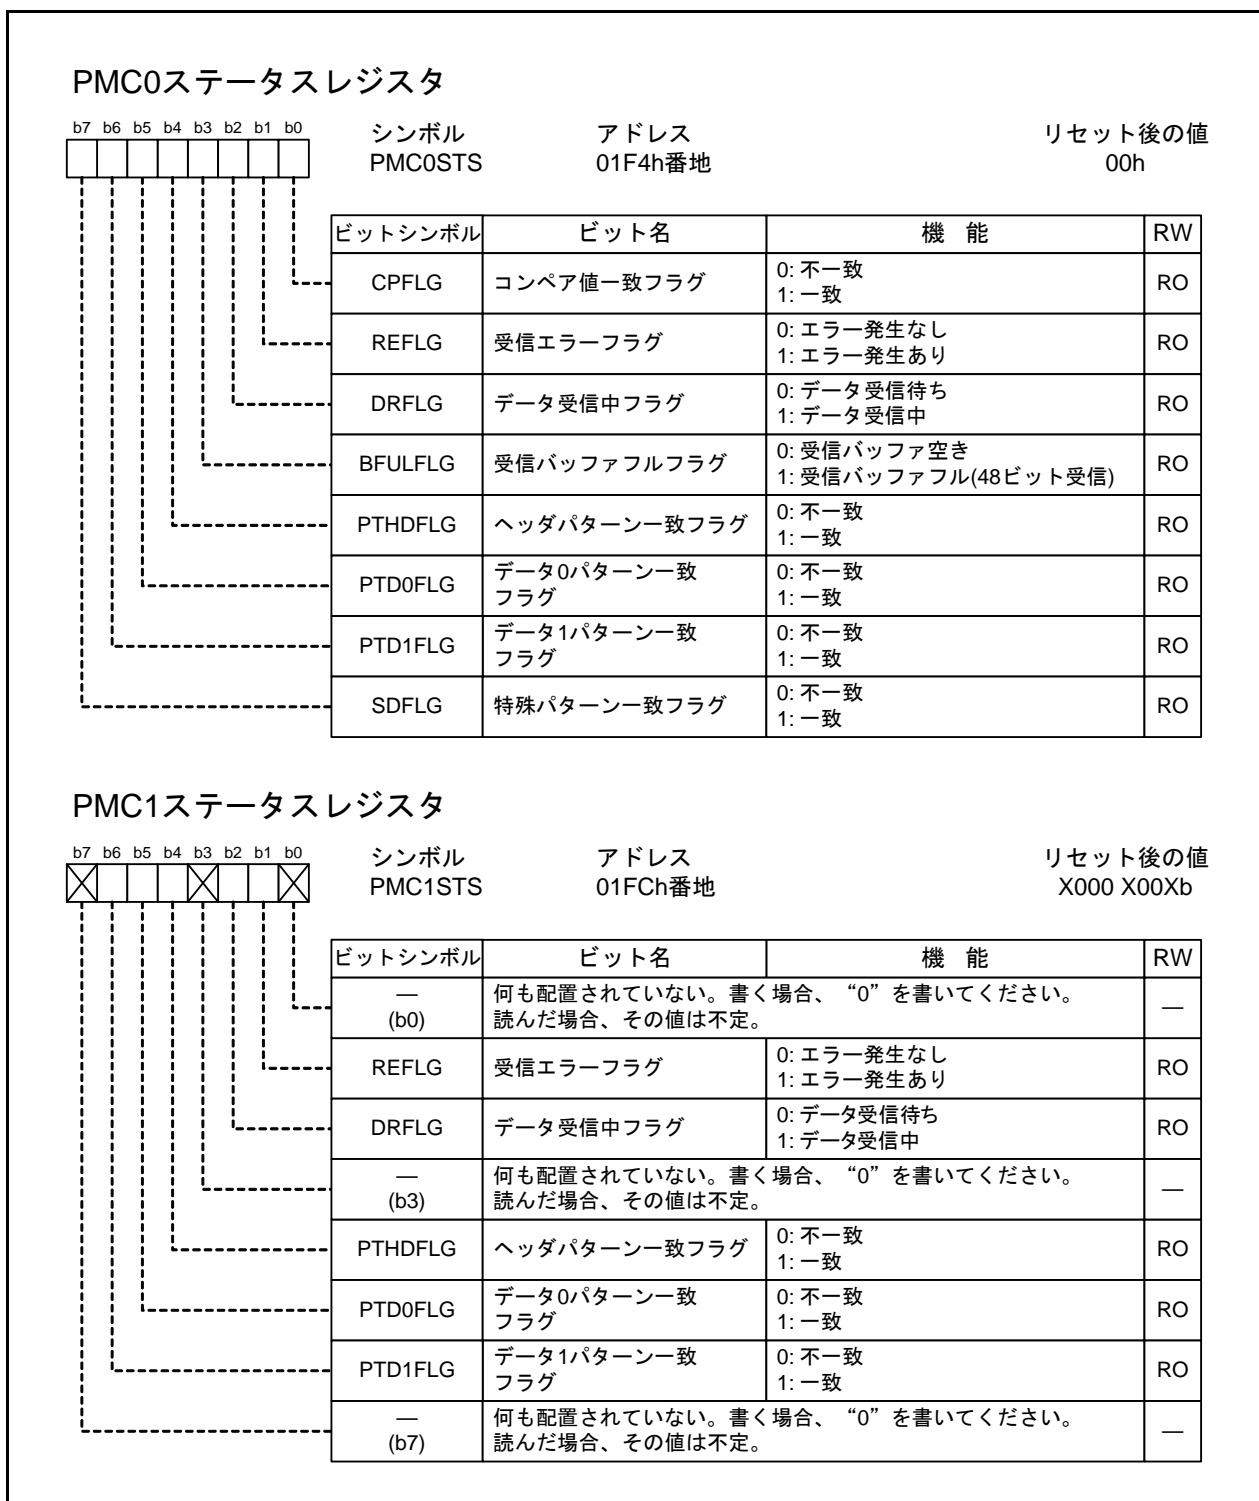 PMC0ステータスレジスタ
b7 b6 b5 b4 b3 b2 b1 b0
シンボル アドレス リセット後の値
PMC0STS 01F4h番地 00h
ビットシンボル ビット名 機 能 RW
CPFLG コンペア値一致フラグ 0: 不一致 RO
1: 一致
REFLG 受信エラーフラグ 0: エラー発生なし RO
1: エラー発生あり
DRFLG データ受信中フラグ 0: データ受信待ち RO
1: データ受信中
BFULFLG 受信バッファフルフラグ 0: 受信バッファ空き RO
1: 受信バッファフル(48ビット受信)
PTHDFLG ヘッダパターン一致フラグ 0: 不一致 RO
1: 一致
PTD0FLG データ0パターン一致 0: 不一致 RO
フラグ 1: 一致
PTD1FLG データ1パターン一致 0: 不一致 RO
フラグ 1: 一致
SDFLG 特殊パターン一致フラグ 0: 不一致 RO
1: 一致
PMC1ステータスレジスタ
b7 b6 b5 b4 b3 b2 b1 b0
シンボル アドレス リセット後の値
PMC1STS 01FCh番地 X000 X00Xb
ビットシンボル ビット名 機 能 RW
— 何も配置されていない。書く場合、“0”を書いてください。 —
(b0) 読んだ場合、その値は不定。
REFLG 受信エラーフラグ 0: エラー発生なし RO
1: エラー発生あり
DRFLG データ受信中フラグ 0: データ受信待ち RO
1: データ受信中
— 何も配置されていない。書く場合、“0”を書いてください。 —
(b3) 読んだ場合、その値は不定。
PTHDFLG ヘッダパターン一致フラグ 0: 不一致 RO
1: 一致
PTD0FLG データ0パターン一致 0: 不一致 RO
フラグ 1: 一致
PTD1FLG データ1パターン一致 0: 不一致 RO
フラグ 1: 一致
— 何も配置されていない。書く場合、“0”を書いてください。 —
(b7) 読んだ場合、その値は不定。